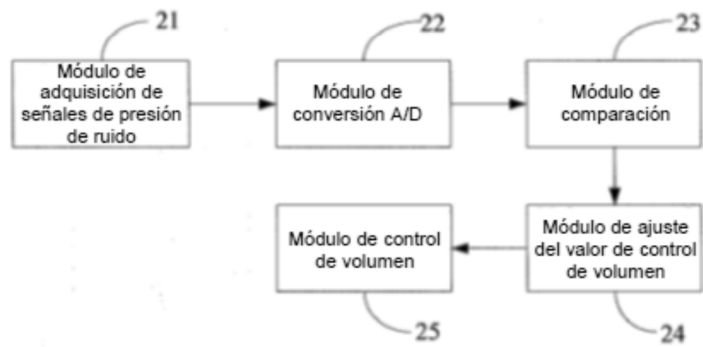 21
22
23
Módulo de
adquisición de
señales de presión
de ruido
Módulo de
conversión A/D
Módulo de
comparación
Módulo de control
de volumen
Módulo de ajuste
del valor de control
de volumen
25
24